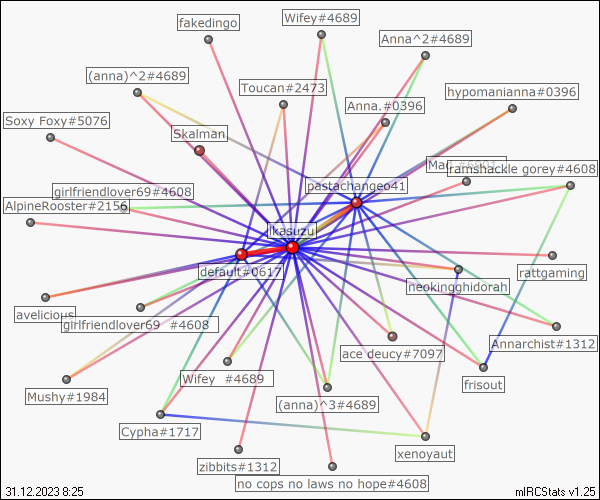 fakedingo
Wifey#4689
Anna^2#4689
(anna)^2#4689
Toucan#2473
hypomanianna#0396
Anna.#0396
Soxy Foxy#5076
Skalman
ramshackle gorey#4608
pastachangeo41
girlfriendlover69#4608
AlpineRooster#2156
ikasuzu
default#0617
rattgaming
neokingghidorah
avelicious
girlfriendlover69 #4608
Annarchist#1312
ace deucy#7097
Wifey #4689
frisout
Mushy#1984
(anna)^3#4689
Cypha#1717
xenoyaut
zibbits#1312
no cops no laws no hope#4608
31.12.2023 8:25
mIRCStats v1.25